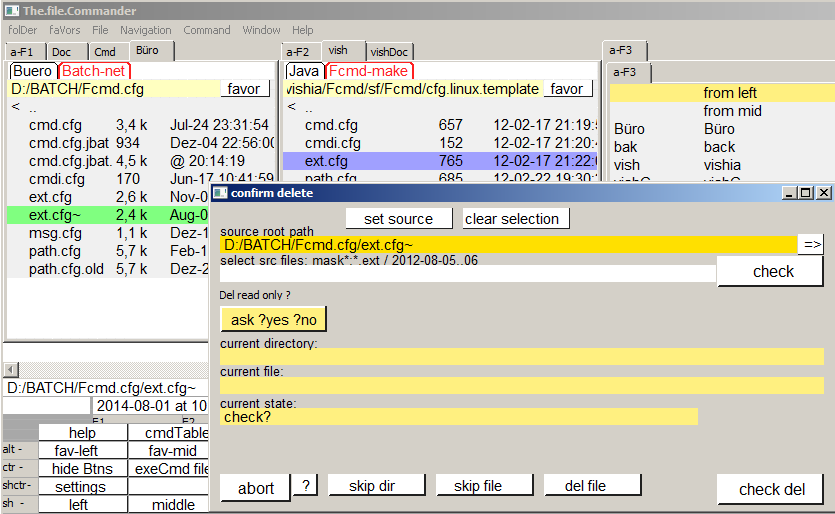 The.file.Commander
folDer faVors File Navigation Command Window Help
a-F1 Doc Cmd Büro a-F2 vish vishDoc a-F3
Buero Batch-net Java Fcmd-make a-F3
D:/BATCH/Fcmd.cfg favor vishia/Fcmd/sf/Fcmd/cfg.linux.template favor from left
< .. < .. from mid
cmd.cfg 3,4 k Jul-24 23:31:54 cmd.cfg 657 12-02-17 21:19: Büro Büro
cmd.cfg.jbat 934 Dez-04 22:56:00 cmdi.cfg 152 12-02-17 21:20: bak back
cmd.cfg.jbat. 4,5 k @ 20:14:19 ext.cfg 765 12-02-17 21:22: vish vishia
cmdi.cfg 170 Jun-17 10:41:59 path.cfg 685 12-02-22 19:30:
ext.cfg 2,6 k Nov-0
ext.cfg~ 2,4 k Aug-0
msg.cfg 1,1 k Dez-1
path.cfg 5,7 k Feb-1
path.cfg.old 5,7 k Dez-2
confirm delete
set source clear selection
source root path
D:/BATCH/Fcmd.cfg/ext.cfg~ =>
select src files: mask*:*.ext / 2012-08-05..06
check
Del read only ?
ask ?yes ?no
current directory:
current file:
current state:
check?
abort ? skip dir skip file del file check del
D:/BATCH/Fcmd.cfg/ext.cfg~
2014-08-01 at 10
F1 F2
help cmdTable
alt - fav-left fav-mid
ctr - hide Btns exeCmd file
shctr- settings
sh - left middle